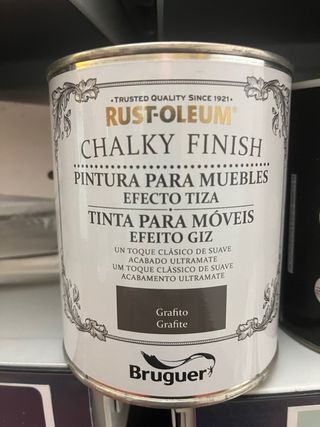 • TRUSTED QUALITY SINCE 1921 •
RUST-OLEUM
CHALKY FINISH
PINTURA PARA MUEBLES
EFECTO TIZA
TINTA PARA MÓVEIS
EFEITO GIZ
UN TOQUE CLÁSICO DE SUAVE
ACABADO ULTRAMATE
UM TOQUE CLÁSSICO DE SUAVE
ACABAMENTO ULTRAMATE
Grafito
Grafite
Bruguer